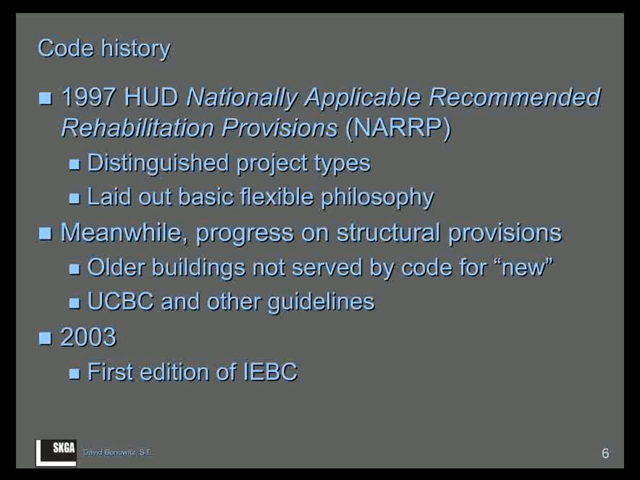 Code history
■ 1997 HUD Nationally Applicable Recommended
Rehabilitation Provisions (NARRP)
■ Distinguished project types
■ Laid out basic flexible philosophy
■ Meanwhile, progress on structural provisions
■ Older buildings not served by code for “new”
■ UCBC and other guidelines
■ 2003
■ First edition of IEBC
SKGA
David Bonowitz, S.E.
6